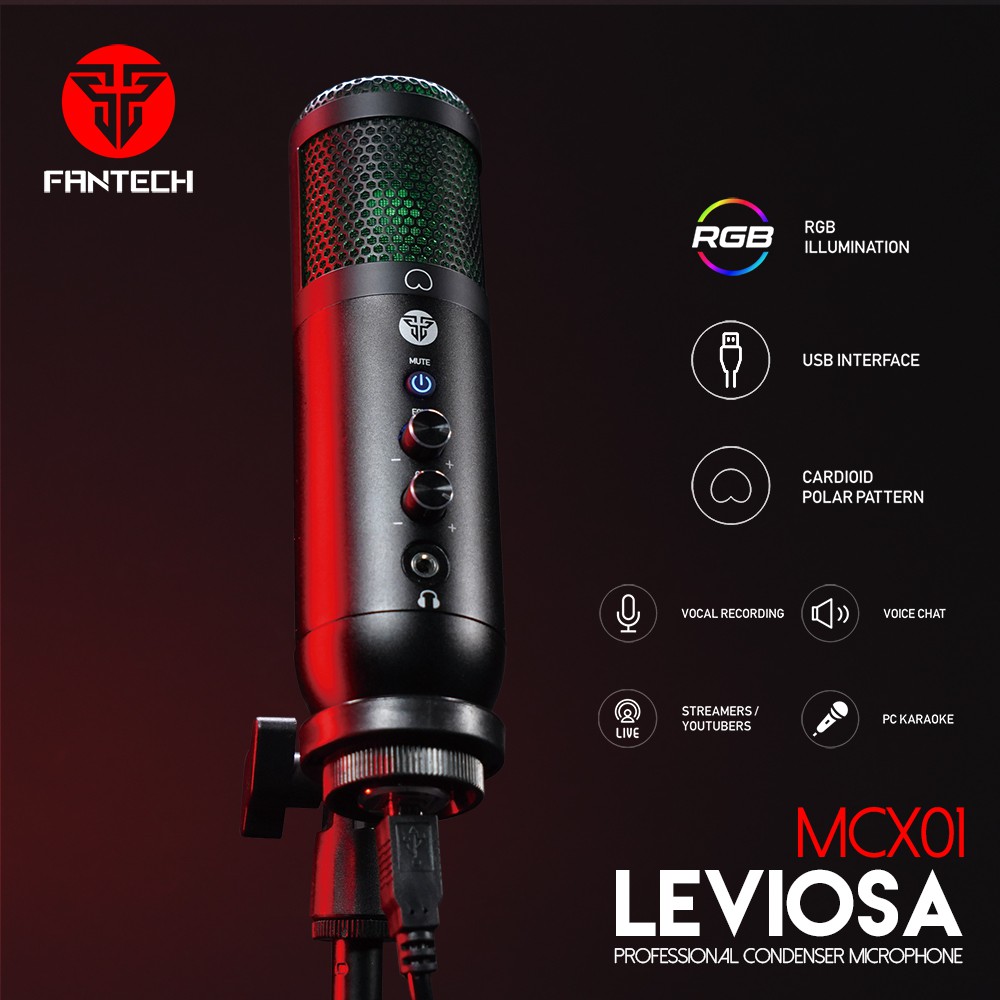 FANTECH
RGB
RGB
ILLUMINATION
USB INTERFACE
CARDIOID
POLAR PATTERN
MUTE
VOCAL RECORDING
VOICE CHAT
LIVE
STREAMERS /
YOUTUBERS
PC KARAOKE
MCX01
LEVIOSA
PROFESSIONAL CONDENSER MICROPHONE